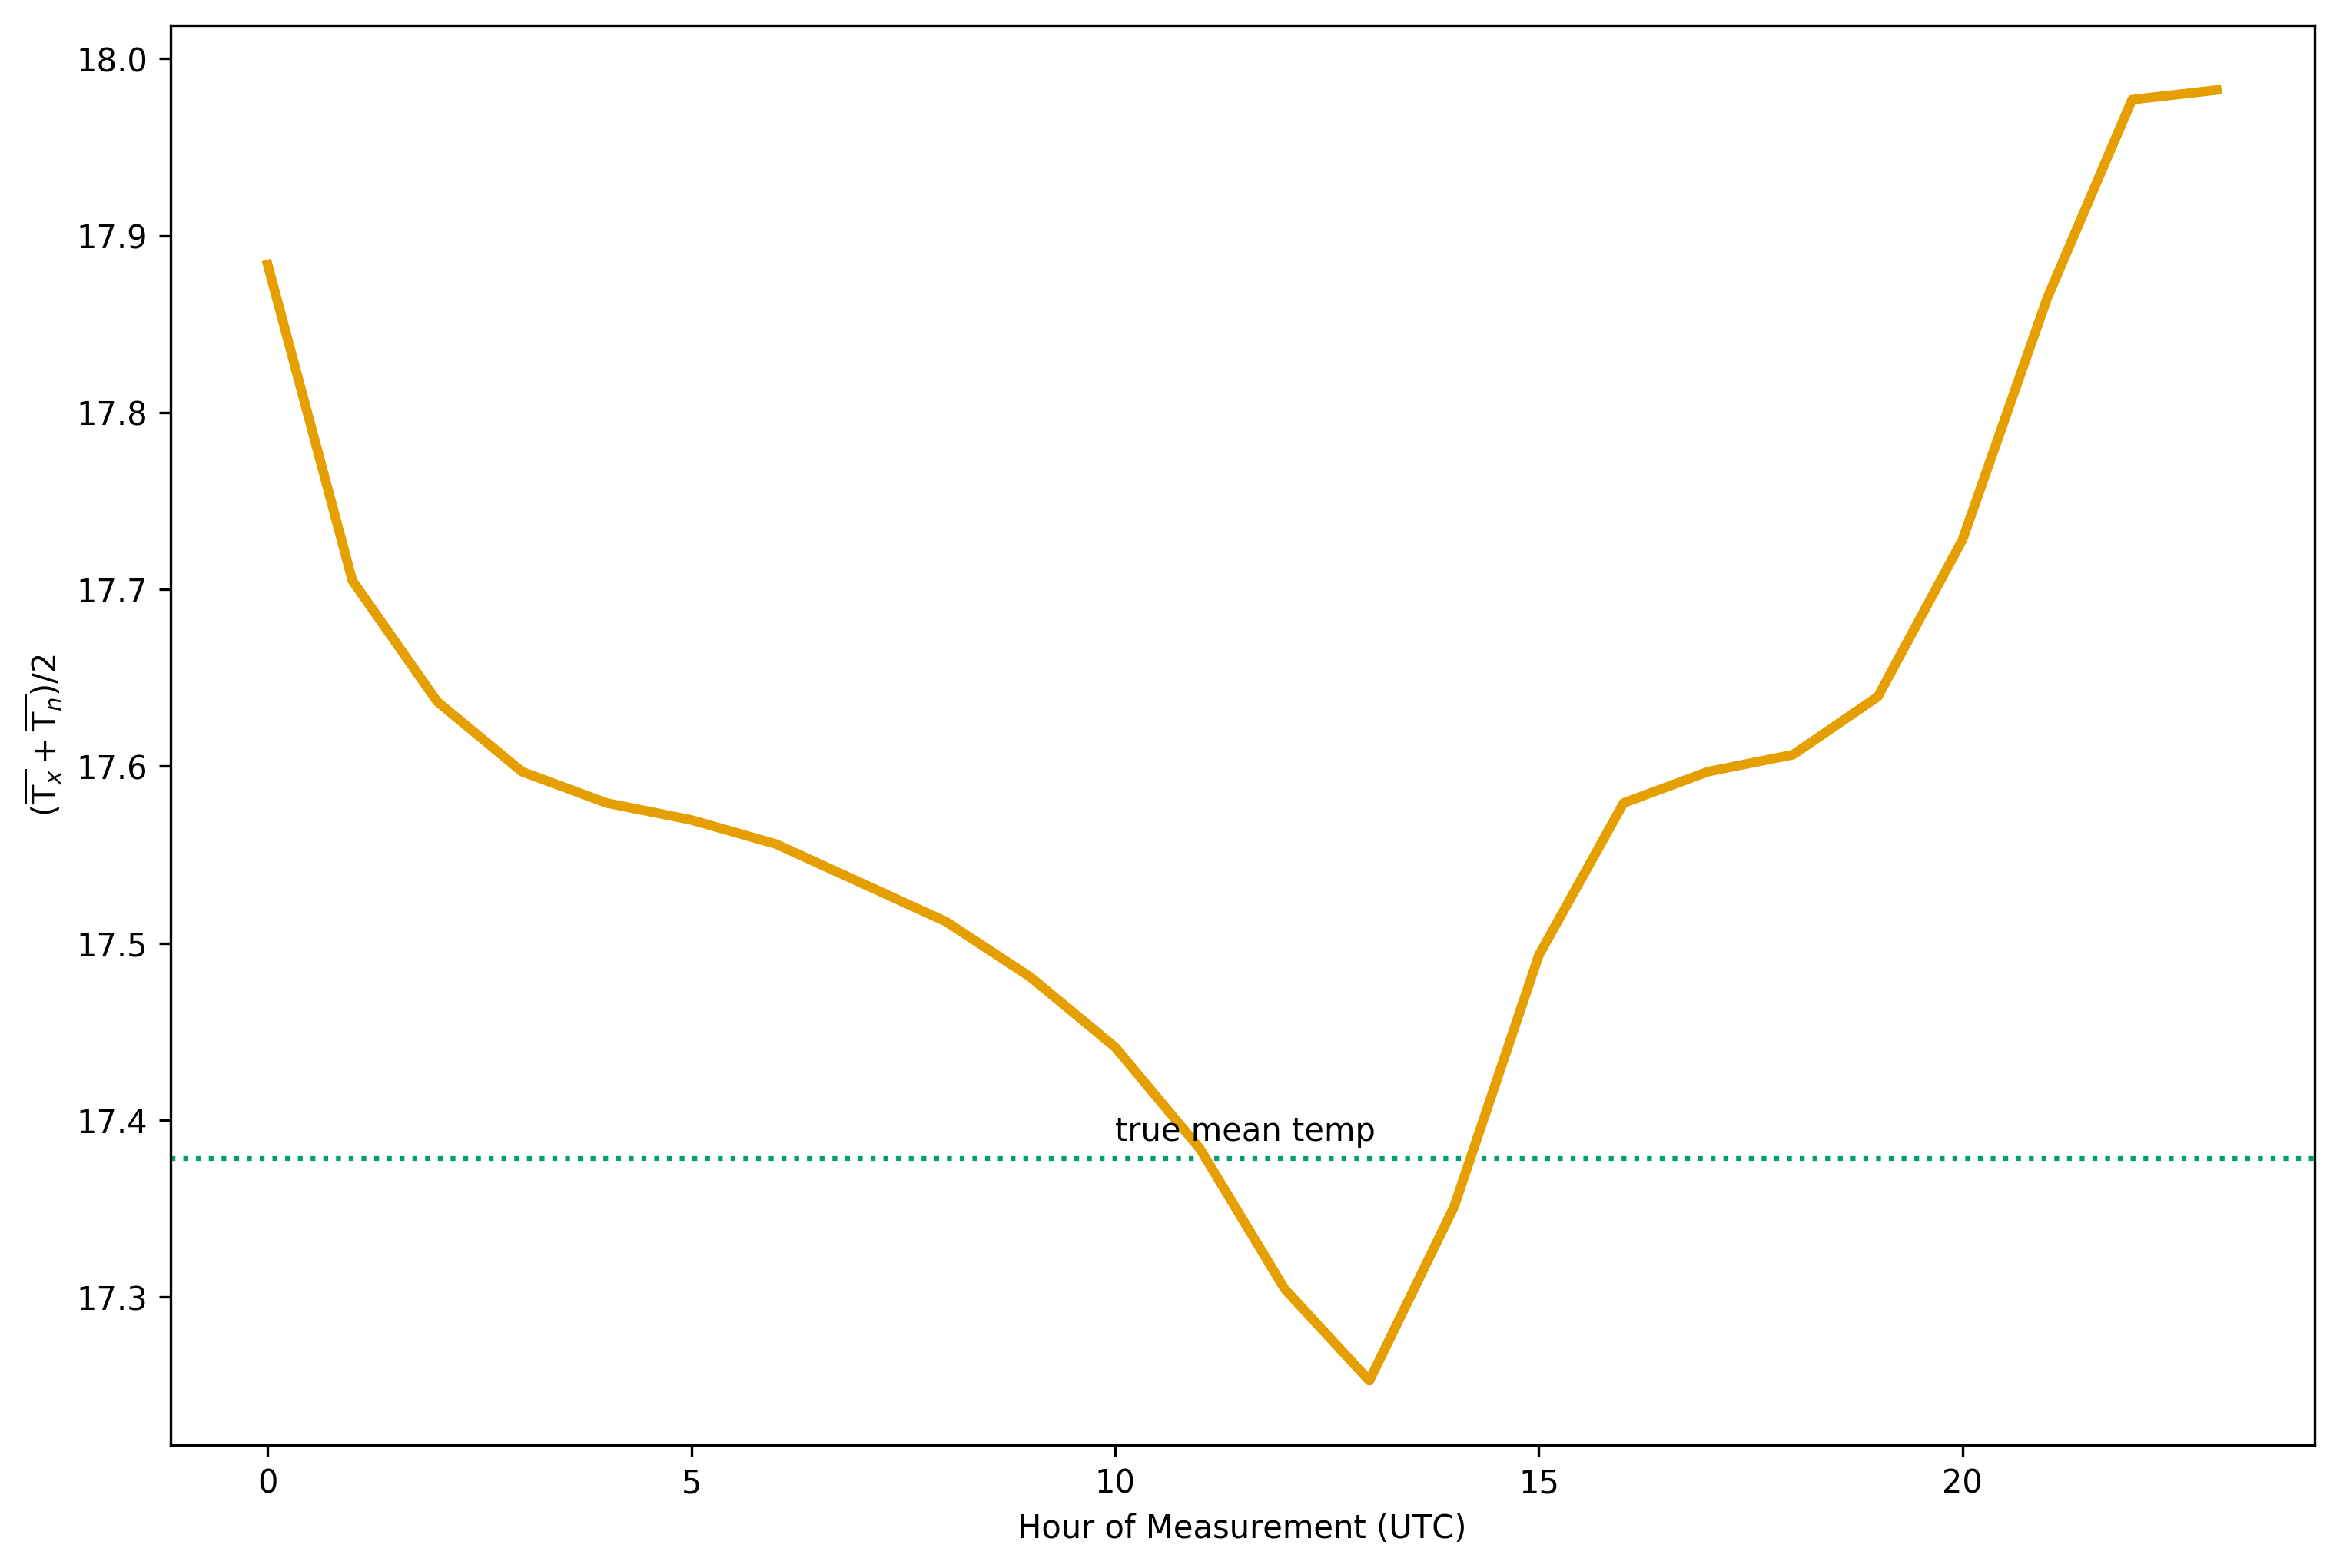 18.0
17.9
17.8
17.7
17.6
17.5
17.4
17.3
(T̅ₓ + T̅ₙ)/2
true mean temp
0 5 10 15 20
Hour of Measurement (UTC)